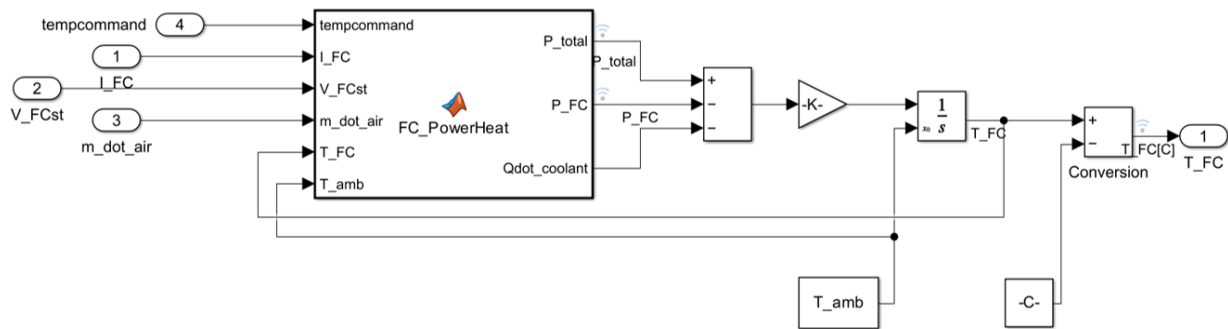 tempcommand
4
tempcommand
1
I_FC
I_FC
P_total
P_total
2
V_FCst
V_FCst
FC_PowerHeat
P_FC
P_FC
3
m_dot_air
m_dot_air
T_FC
Qdot_coolant
T_amb
+
−
−
-K-
1
s
xo
T_FC
+
−
Conversion
T_FC[C]
1
T_FC
T_amb
-C-